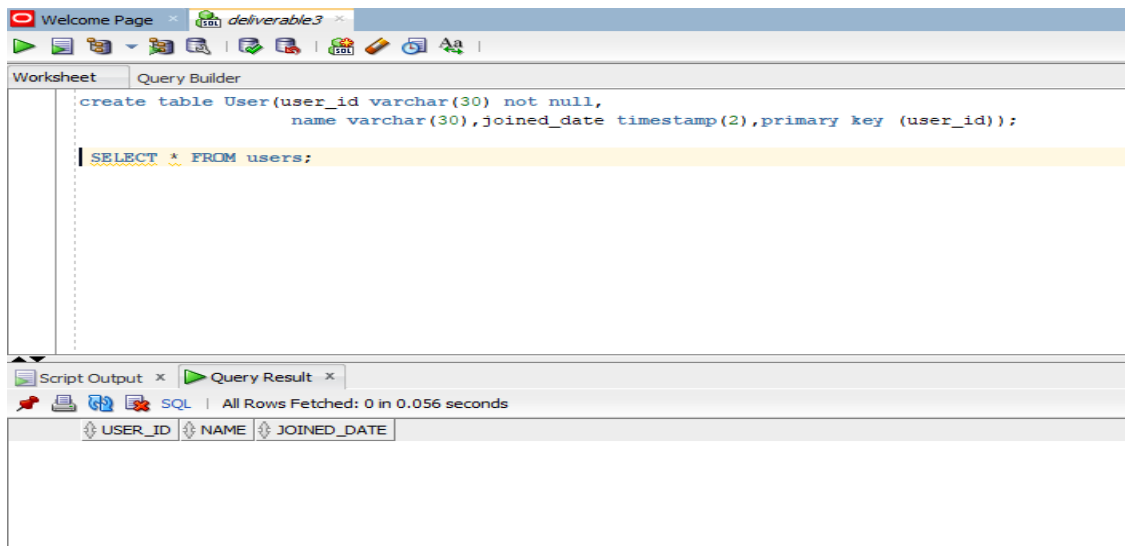 Welcome Page × deliverable3 ×
Worksheet Query Builder
create table User(user_id varchar(30) not null,
name varchar(30),joined_date timestamp(2),primary key (user_id));
SELECT * FROM users;
Script Output × Query Result ×
SQL | All Rows Fetched: 0 in 0.056 seconds
USER_ID NAME JOINED_DATE